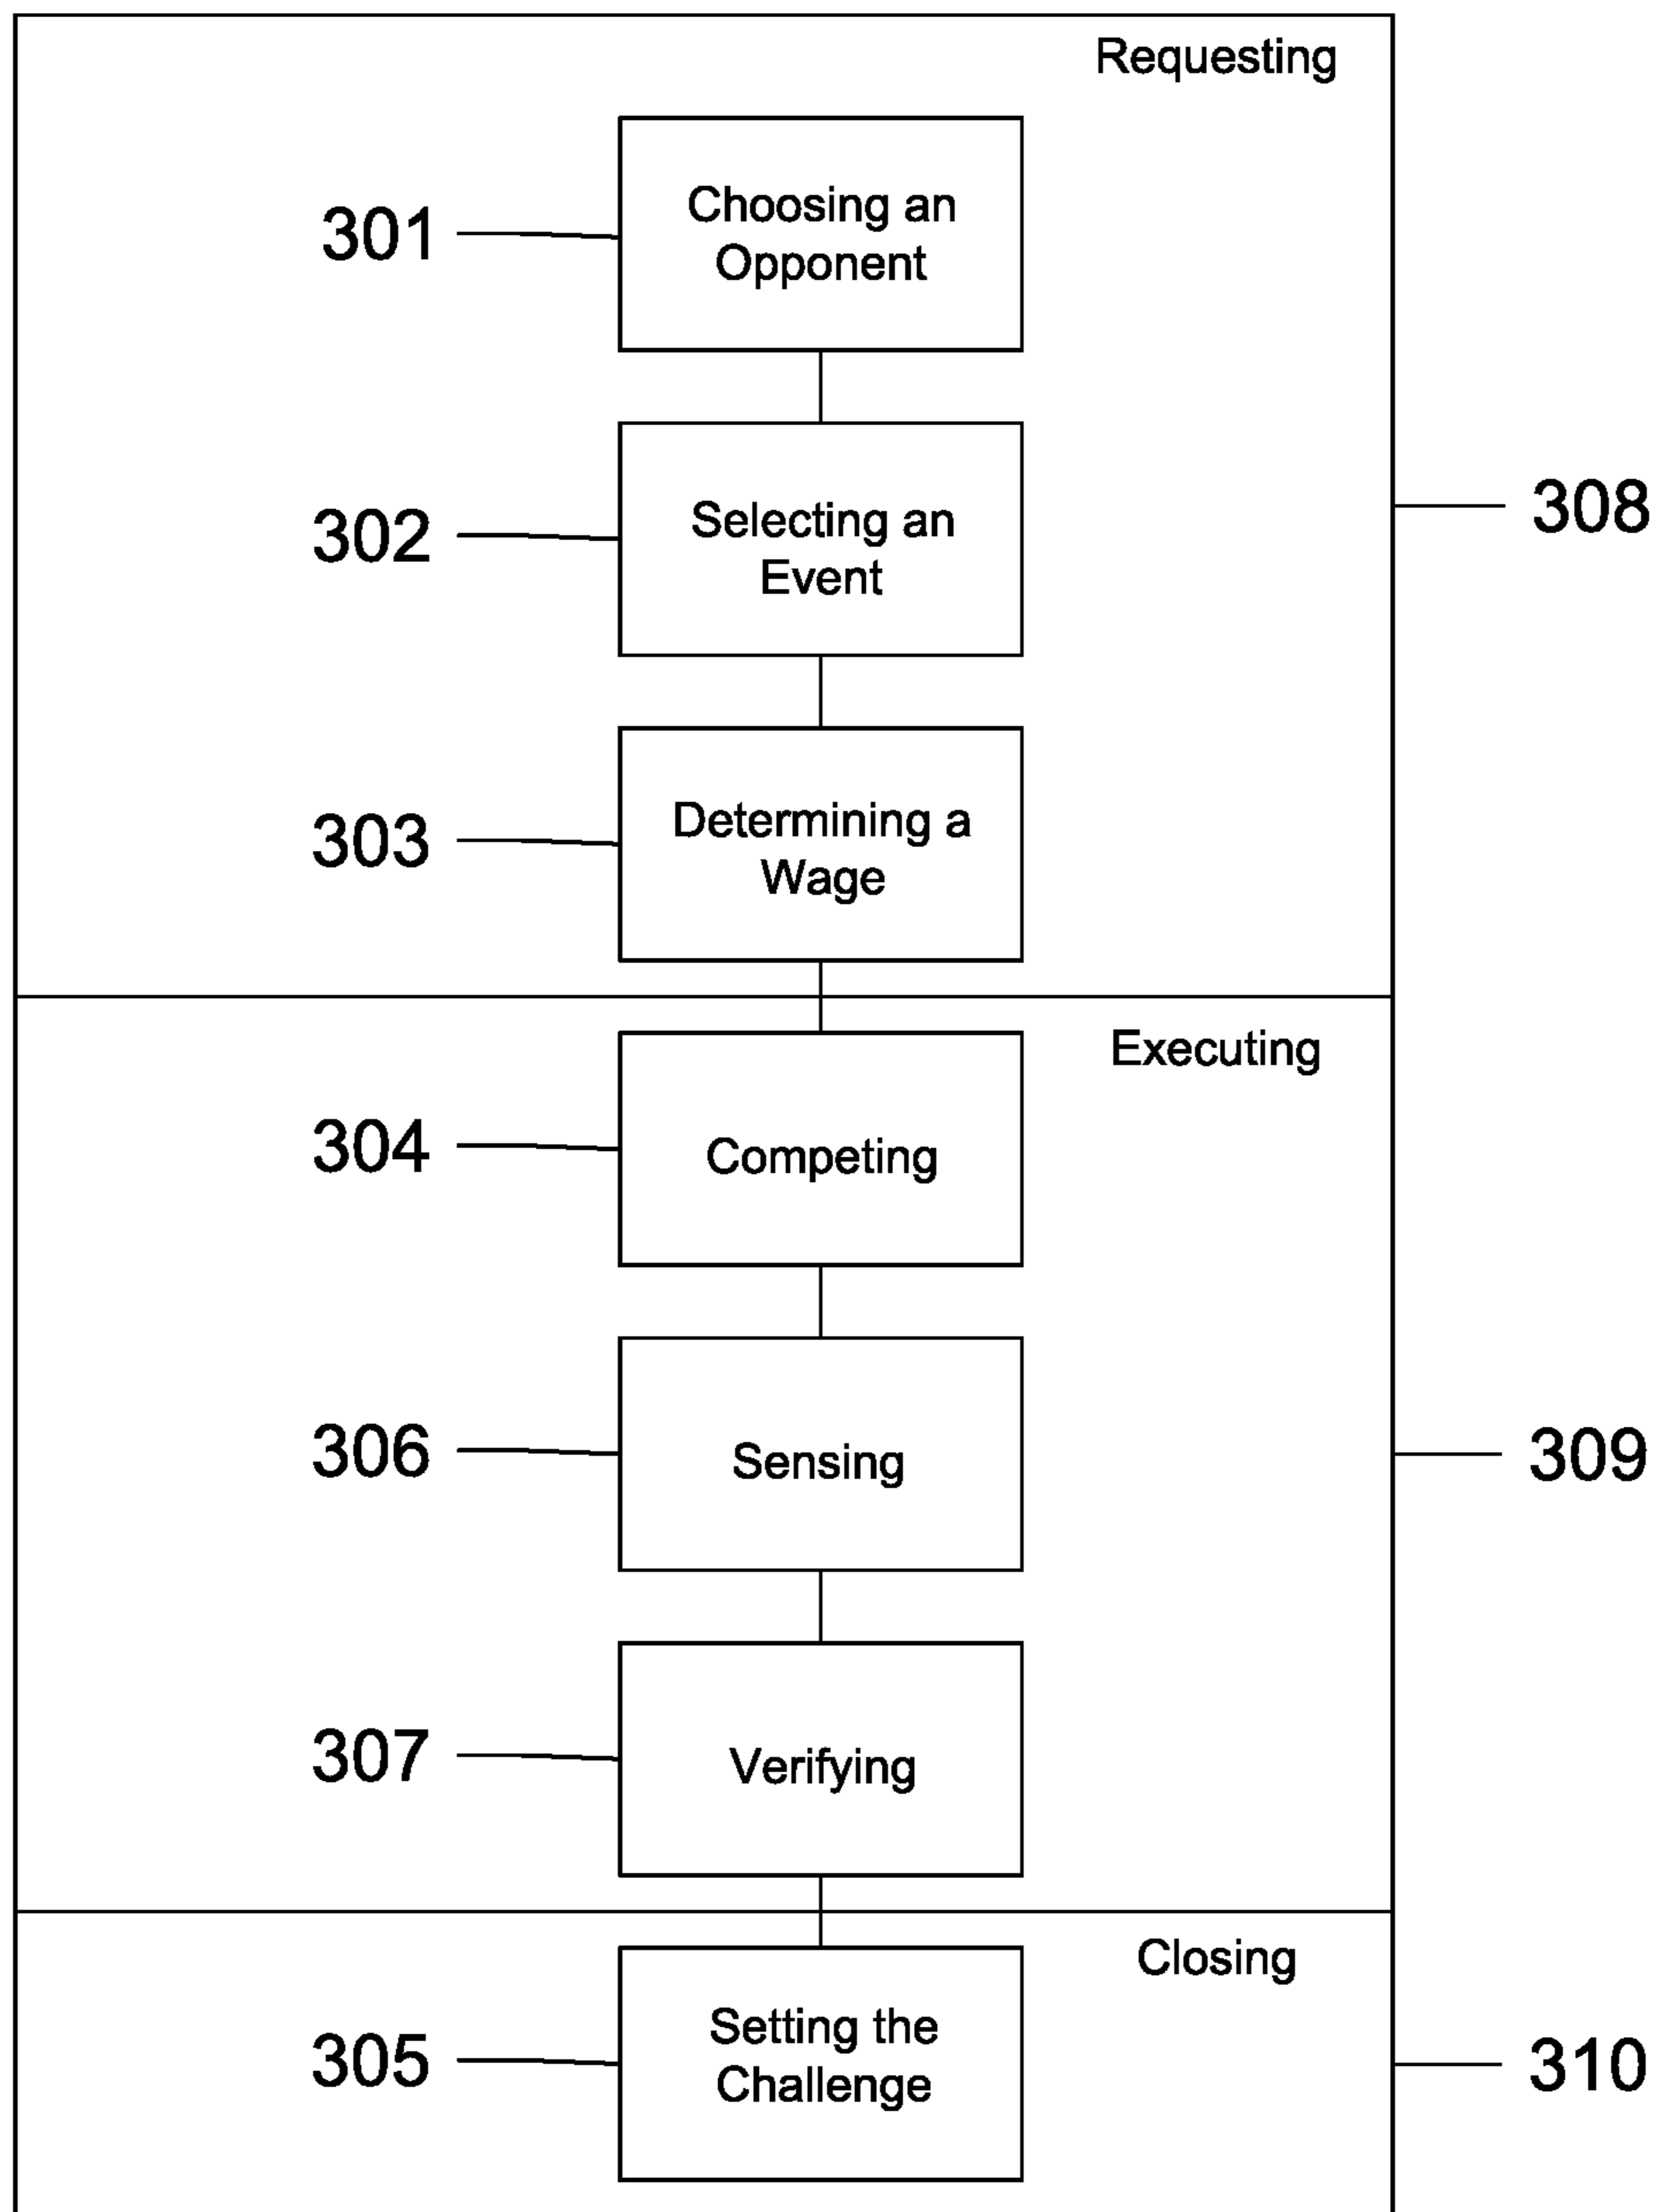 Requesting
301
Choosing an
Opponent
302
Selecting an
Event
308
303
Determining a
Wage
Executing
304
Competing
306
Sensing
309
307
Verifying
Closing
305
Setting the
Challenge
310